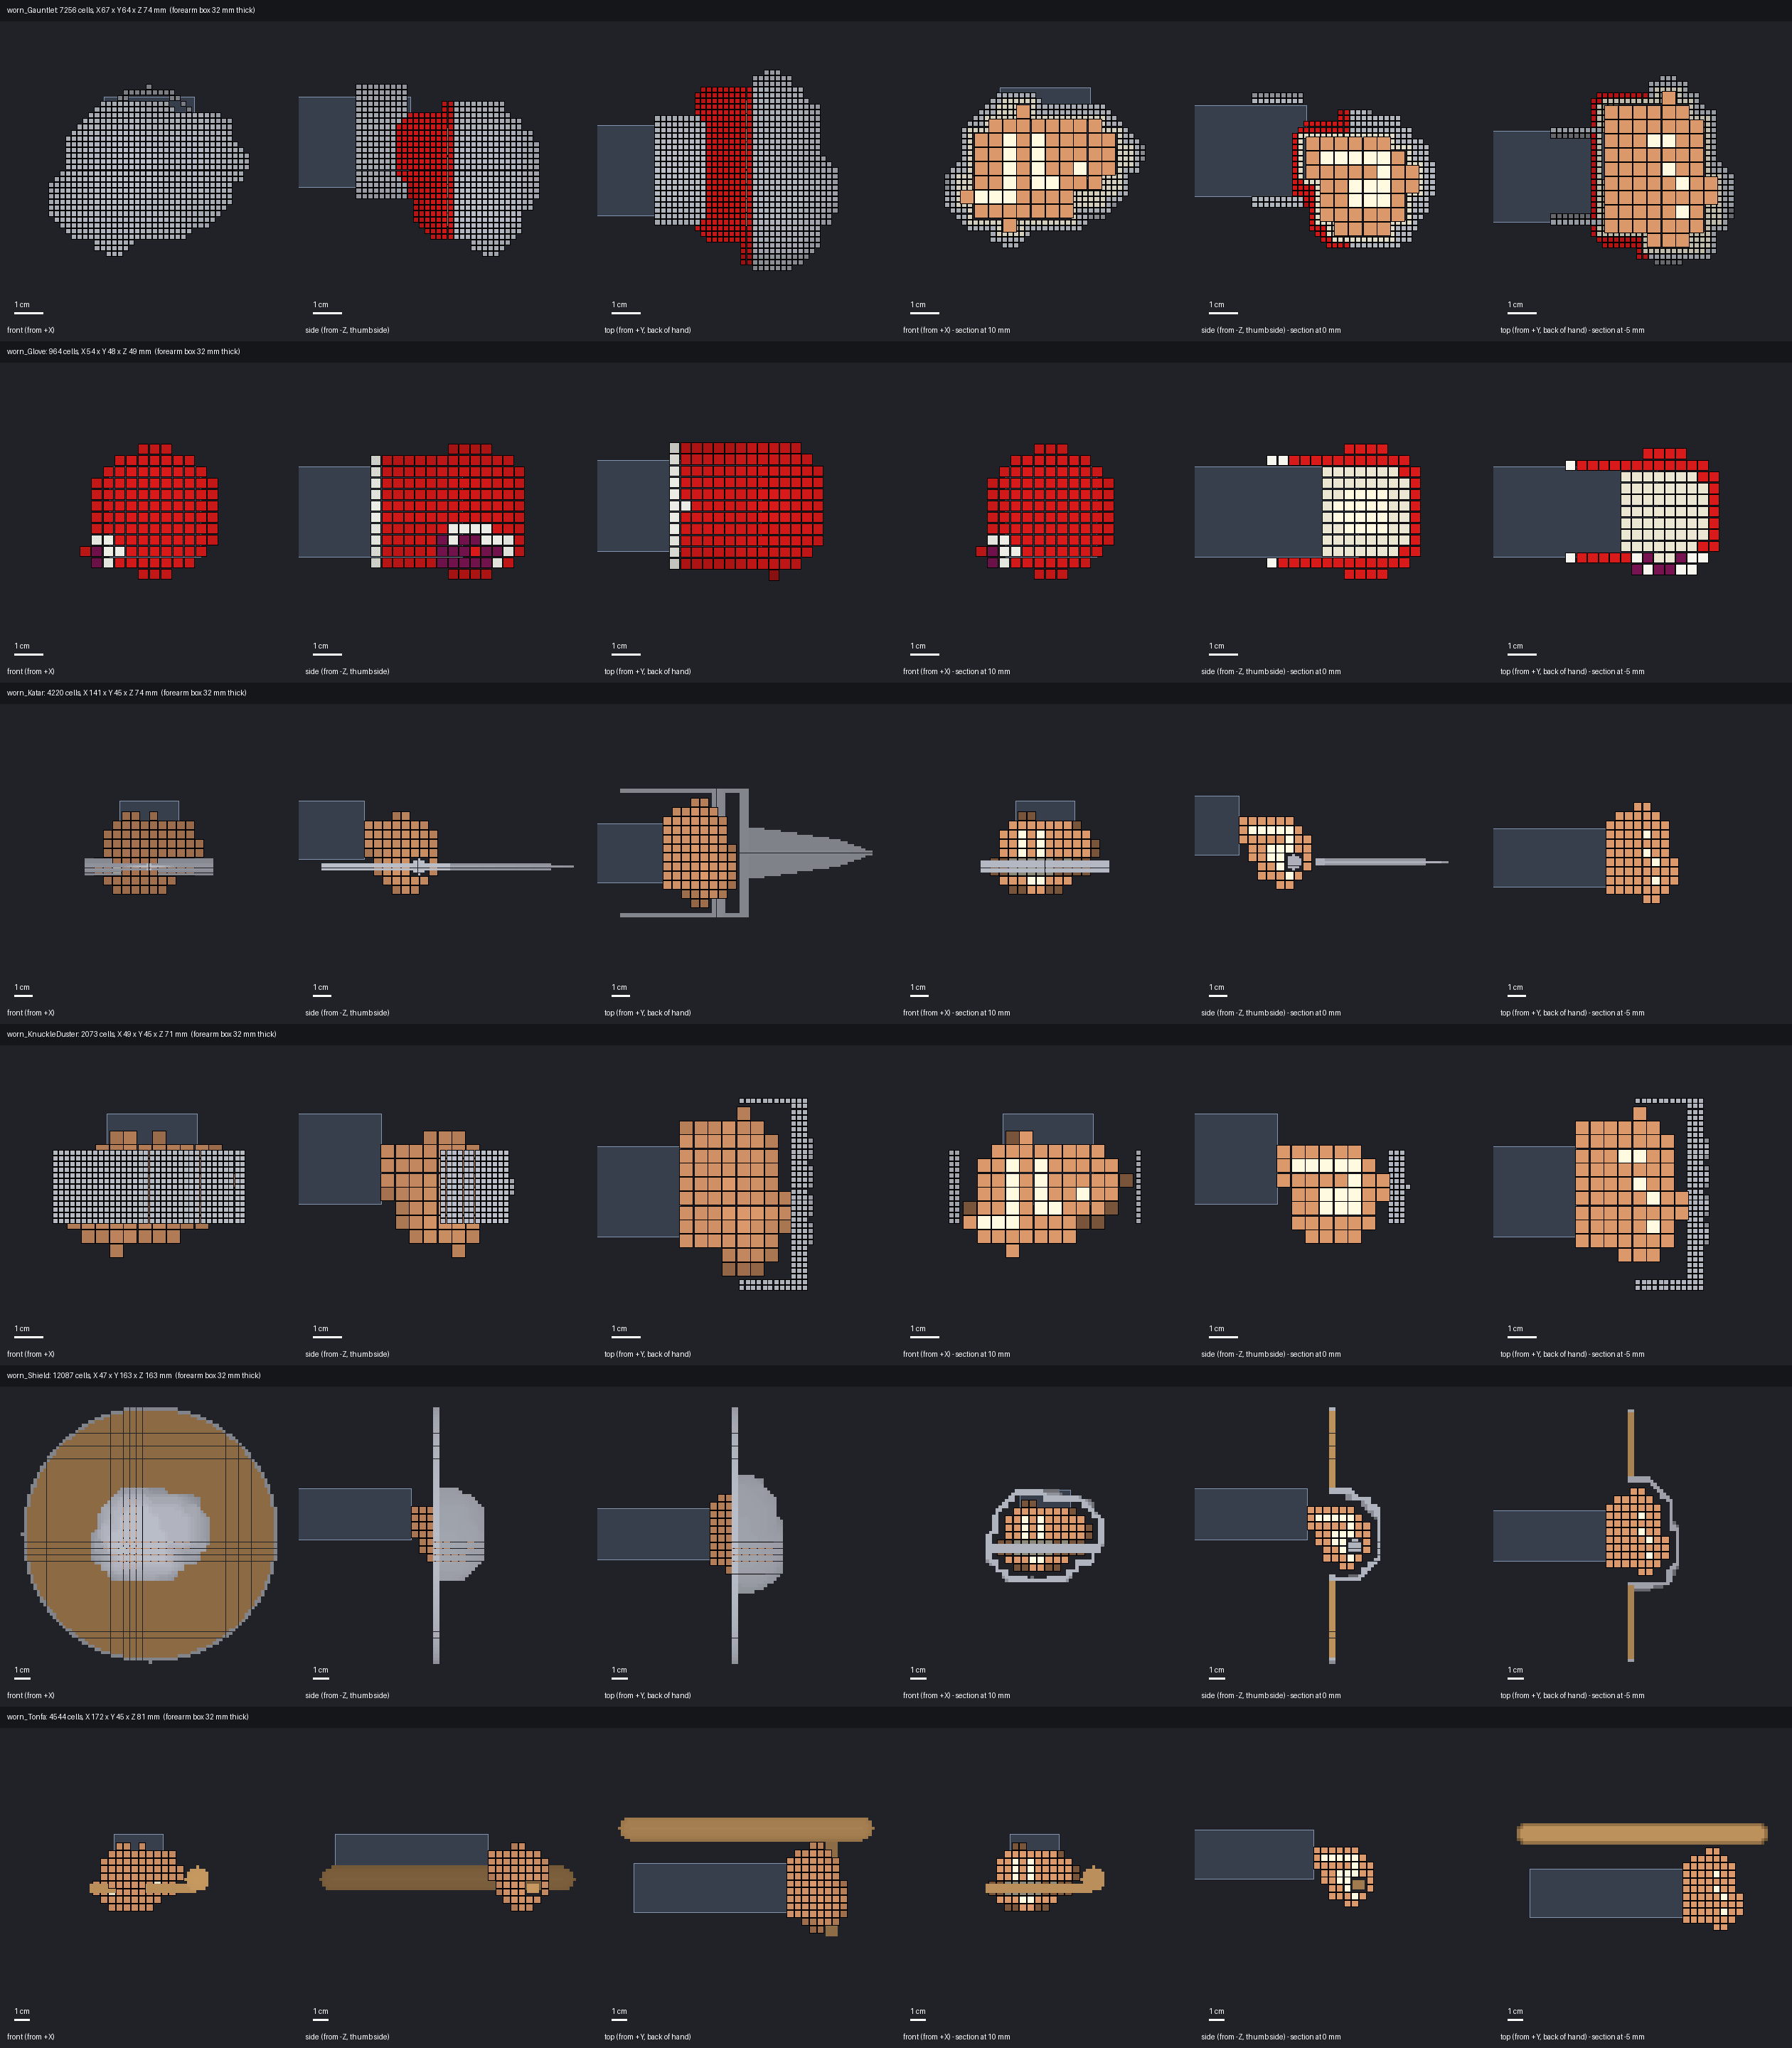 worn_Gauntlet: 7256 cells, X 67 x Y 64 x Z 74 mm (forearm box 32 mm thick)
1 cm 1 cm 1 cm 1 cm 1 cm 1 cm
front (from +X) side (from -Z, thumb side) top (from +Y, back of hand) front (from +X) - section at 10 mm side (from -Z, thumb side) - section at 0 mm top (from +Y, back of hand) - section at -5 mm
worn_Glove: 964 cells, X 54 x Y 48 x Z 49 mm (forearm box 32 mm thick)
1 cm 1 cm 1 cm 1 cm 1 cm 1 cm
front (from +X) side (from -Z, thumb side) top (from +Y, back of hand) front (from +X) - section at 10 mm side (from -Z, thumb side) - section at 0 mm top (from +Y, back of hand) - section at -5 mm
worn_Katar: 4220 cells, X 141 x Y 45 x Z 74 mm (forearm box 32 mm thick)
1 cm 1 cm 1 cm 1 cm 1 cm 1 cm
front (from +X) side (from -Z, thumb side) top (from +Y, back of hand) front (from +X) - section at 10 mm side (from -Z, thumb side) - section at 0 mm top (from +Y, back of hand) - section at -5 mm
worn_KnuckleDuster: 2073 cells, X 49 x Y 45 x Z 71 mm (forearm box 32 mm thick)
1 cm 1 cm 1 cm 1 cm 1 cm 1 cm
front (from +X) side (from -Z, thumb side) top (from +Y, back of hand) front (from +X) - section at 10 mm side (from -Z, thumb side) - section at 0 mm top (from +Y, back of hand) - section at -5 mm
worn_Shield: 12087 cells, X 47 x Y 163 x Z 163 mm (forearm box 32 mm thick)
1 cm 1 cm 1 cm 1 cm 1 cm 1 cm
front (from +X) side (from -Z, thumb side) top (from +Y, back of hand) front (from +X) - section at 10 mm side (from -Z, thumb side) - section at 0 mm top (from +Y, back of hand) - section at -5 mm
worn_Tonfa: 4544 cells, X 172 x Y 45 x Z 81 mm (forearm box 32 mm thick)
1 cm 1 cm 1 cm 1 cm 1 cm 1 cm
front (from +X) side (from -Z, thumb side) top (from +Y, back of hand) front (from +X) - section at 10 mm side (from -Z, thumb side) - section at 0 mm top (from +Y, back of hand) - section at -5 mm